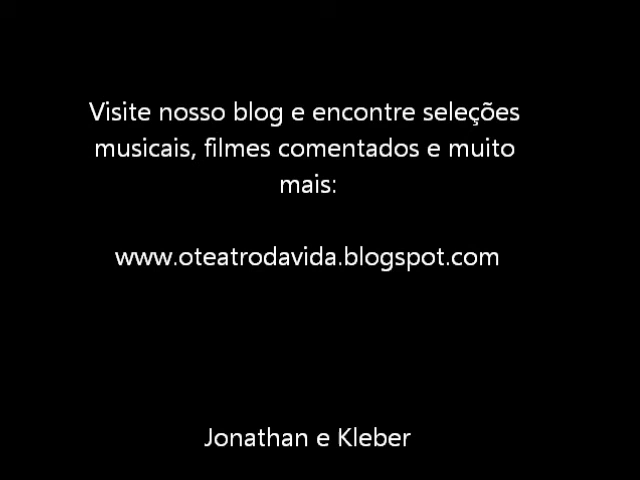 Visite nosso blog e encontre seleções
musicais, filmes comentados e muito
mais:
www.oteatrodavida.blogspot.com
Jonathan e Kleber